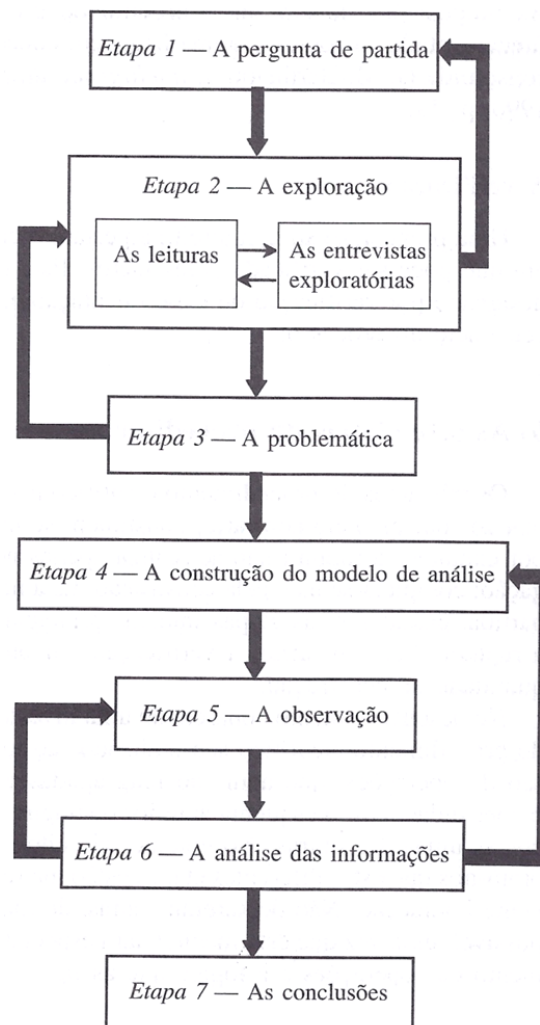 Etapa 1 — A pergunta de partida
Etapa 2 — A exploração
As leituras
As entrevistas
exploratórias
Etapa 3 — A problemática
Etapa 4 — A construção do modelo de análise
Etapa 5 — A observação
Etapa 6 — A análise das informações
Etapa 7 — As conclusões